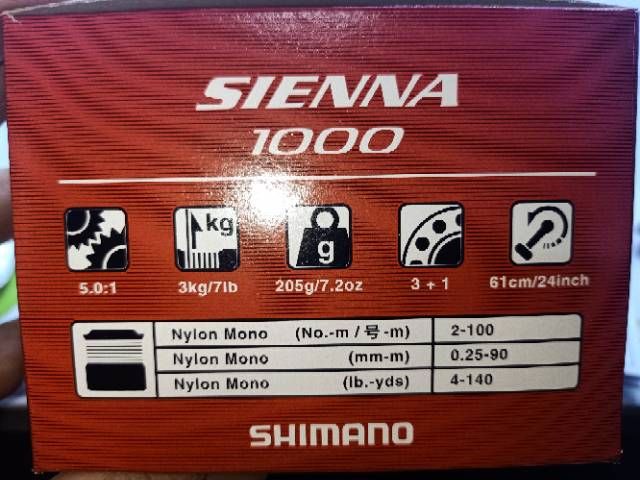 SIENNA
1000
kg
g
5.0:1 3kg/7lb 205g/7.2oz 3 + 1 61cm/24inch
Nylon Mono (No.-m / 号-m) 2-100
Nylon Mono (mm-m) 0.25-90
Nylon Mono (lb.-yds) 4-140
SHIMANO